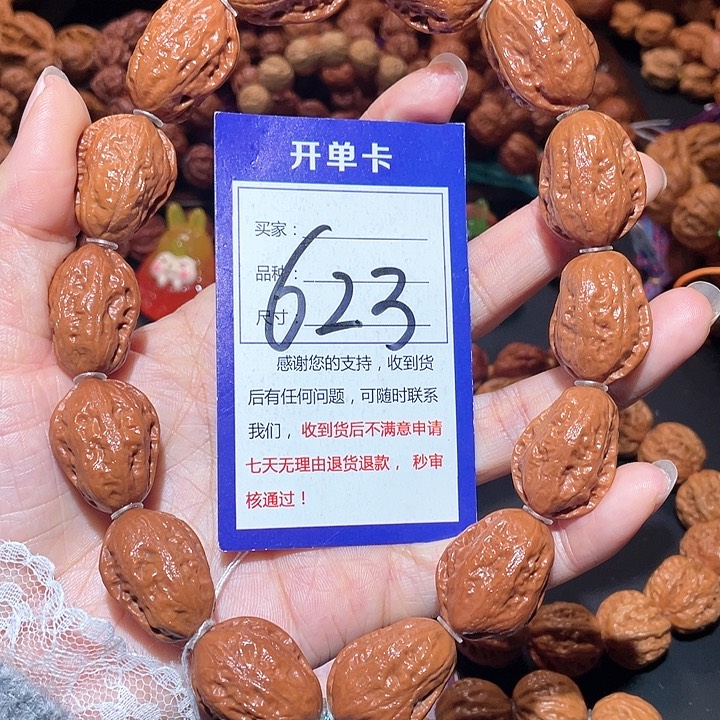 开单卡
买家：
品种：
尺寸
623
感谢您的支持，收到货
后有任何问题，可随时联系
我们，收到货后不满意申请
七天无理由退货退款，秒审
核通过！